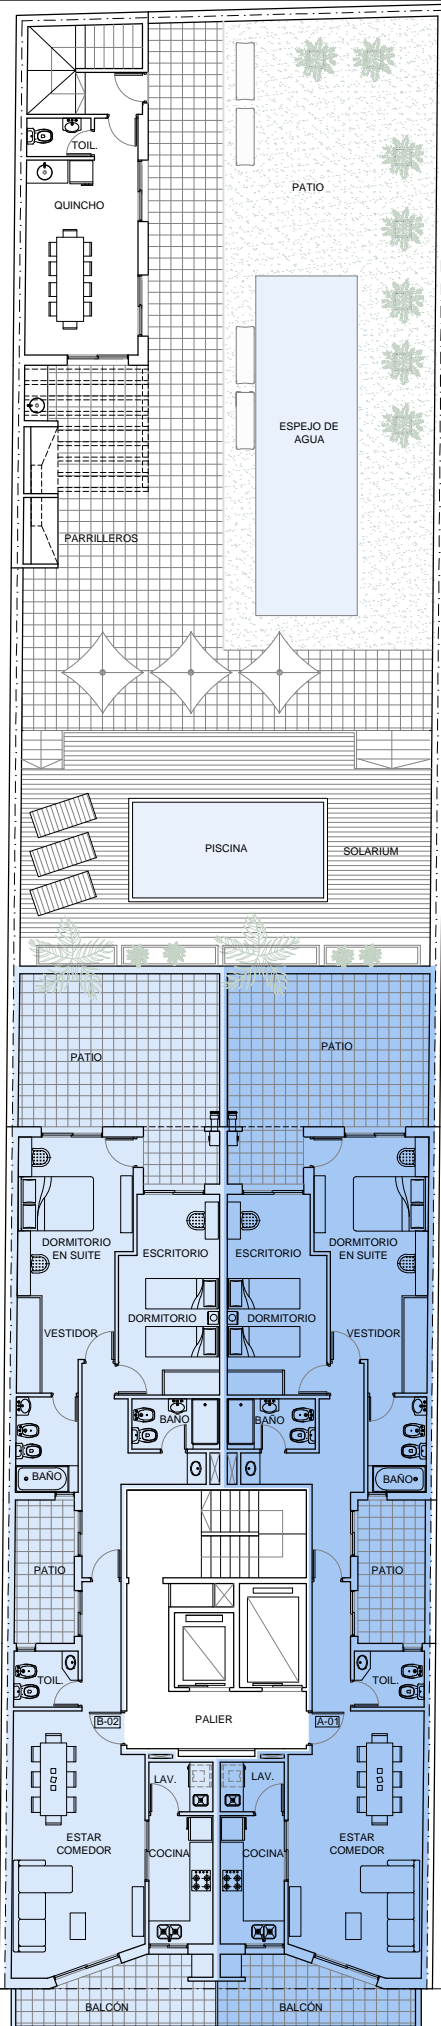 TOIL.
QUINCHO
PATIO
ESPEJO DE
AGUA
PARRILLEROS
PISCINA
SOLARIUM
PATIO
PATIO
DORMITORIO
EN SUITE
ESCRITORIO
ESCRITORIO
DORMITORIO
EN SUITE
DORMITORIO
DORMITORIO
VESTIDOR
VESTIDOR
BAÑO
BAÑO
BAÑO
BAÑO
PATIO
PATIO
TOIL.
TOIL.
B-02
PALIER
A-01
LAV.
LAV.
ESTAR
COMEDOR
COCINA
COCINA
ESTAR
COMEDOR
BALCÓN
BALCÓN